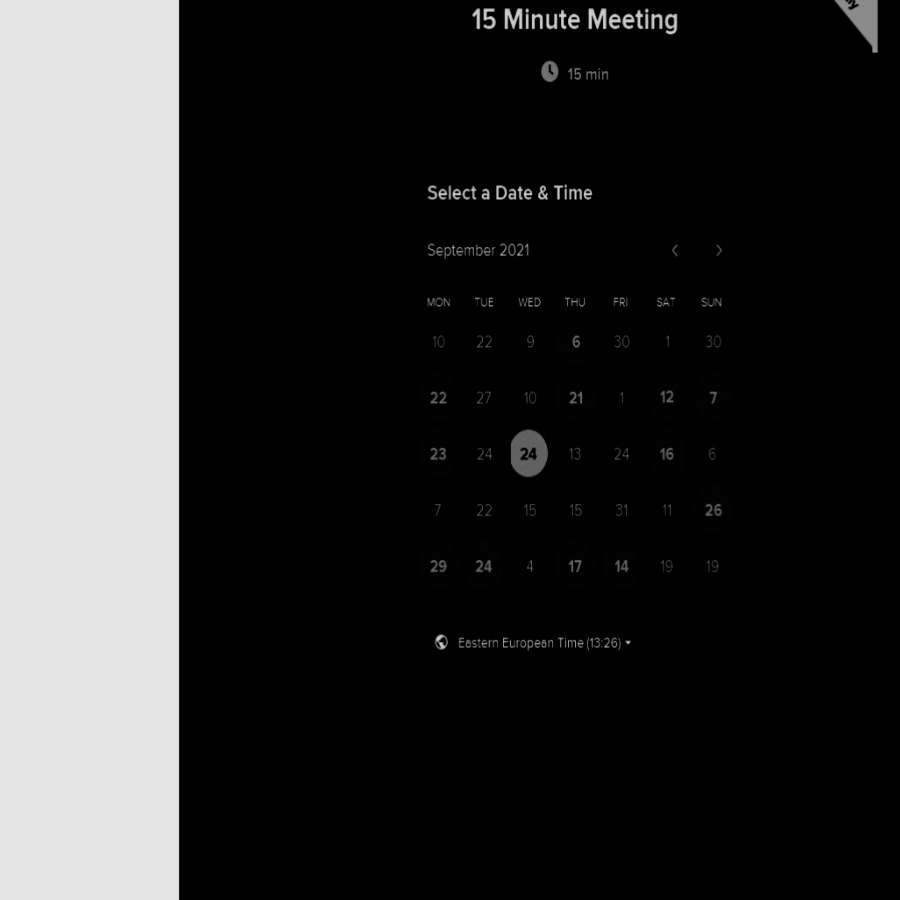 15 Minute Meeting
15 min
Select a Date & Time
September 2021
MON TUE WED THU FRI SAT SUN
10 22 9 6 30 1 30
22 27 10 21 1 12 7
23 24 24 13 24 16 6
7 22 15 15 31 11 26
29 24 4 17 14 19 19
Eastern European Time (13:26)